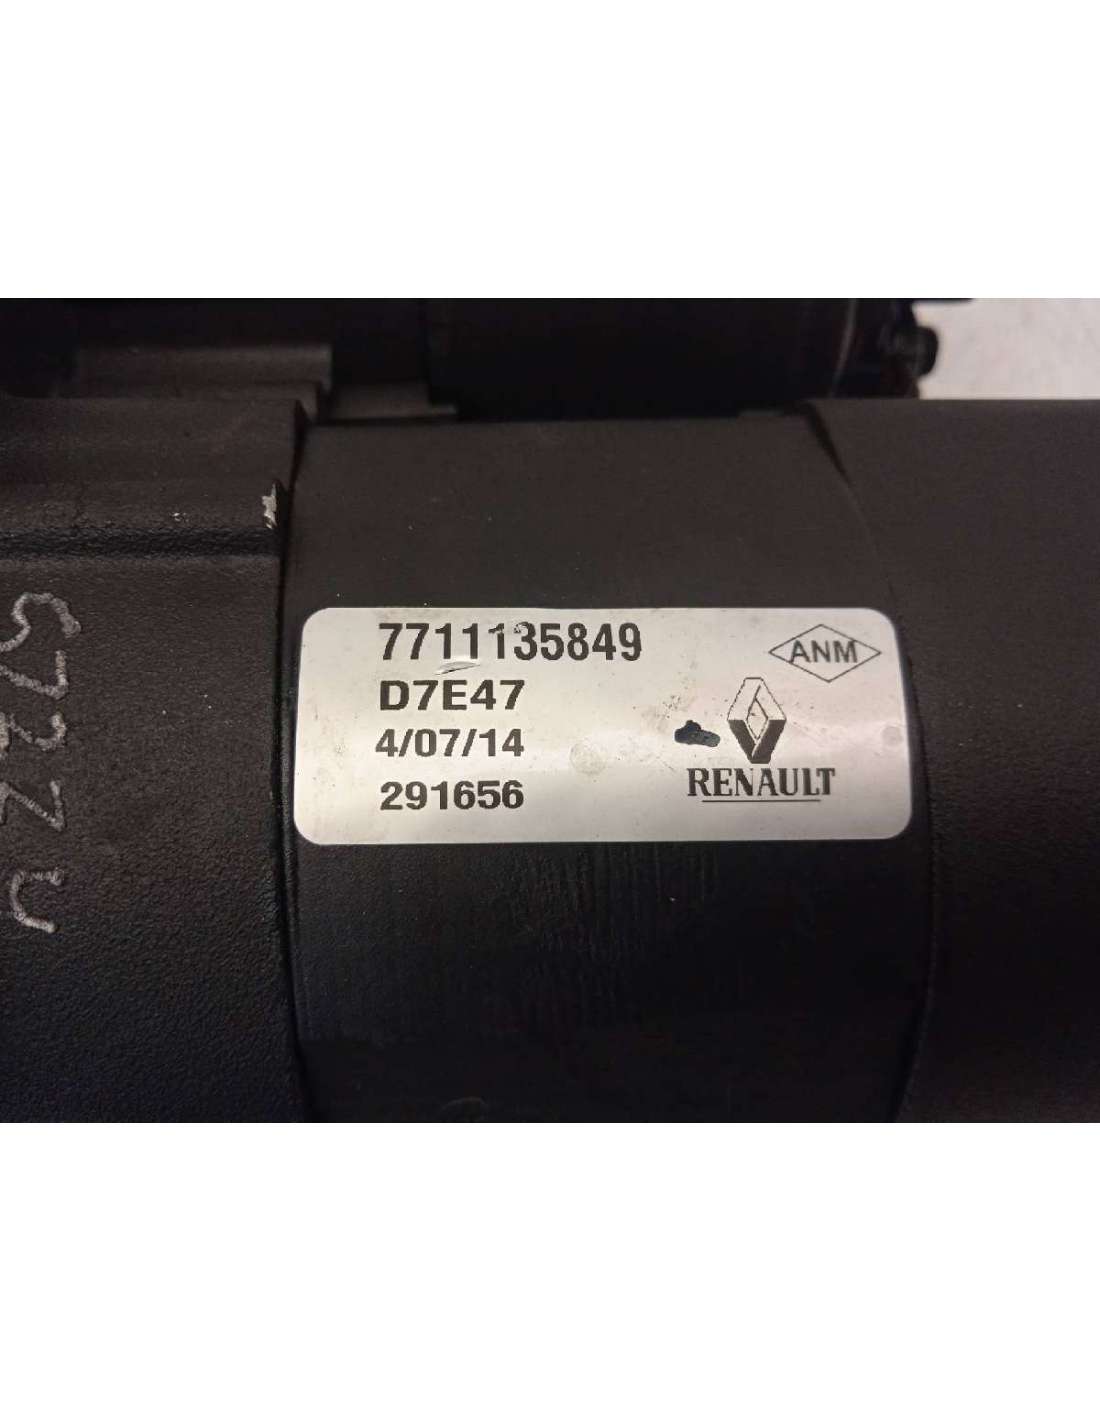 7711135849
D7E47
4/07/14
291656
ANM
RENAULT